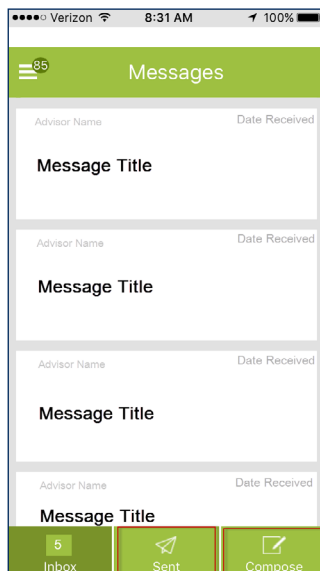 Verizon 8:31 AM 100%
85
Messages
Advisor Name Date Received
Message Title
Advisor Name Date Received
Message Title
Advisor Name Date Received
Message Title
Advisor Name Date Received
Message Title
5
Inbox Sent Compose